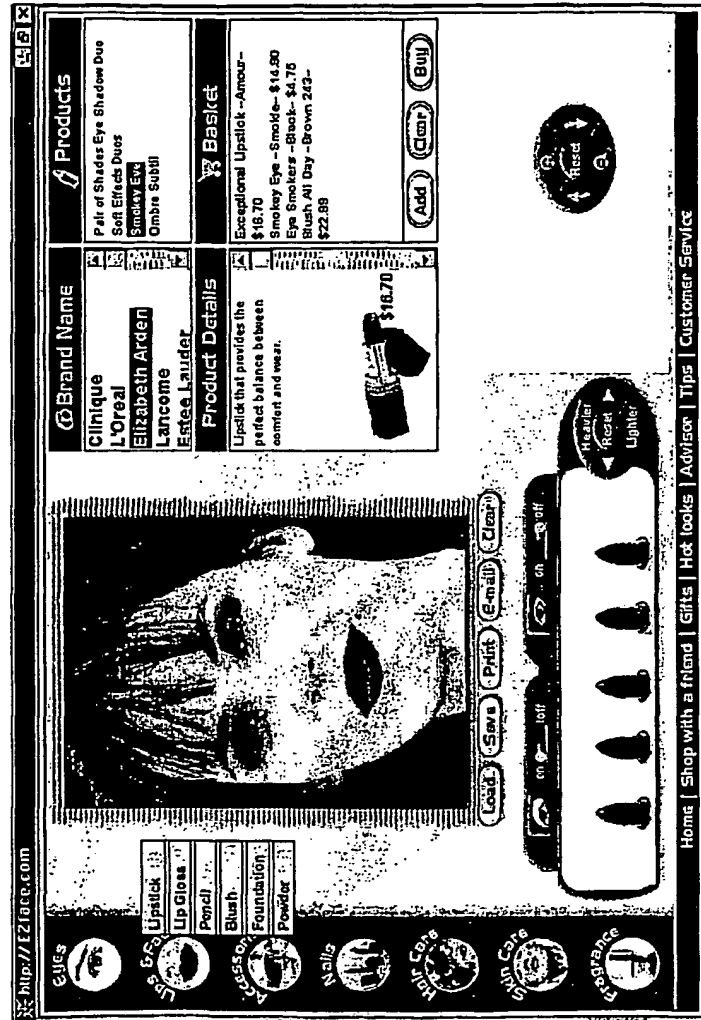 http://EZface.com
Eyes
Lips & Fa
Accessori
Nails
Hair Care
Skin Care
Fragrance
Lipstick
Lip Gloss
Pencil
Blush
Foundation
Powder
Load
Save
Print
E-mail
Clear
on
off
on
off
Heavier
Reset
Lighter
Brand Name
Clinique
L'Oreal
Elizabeth Arden
Lancome
Estee Lauder
Products
Pair of Shades Eye Shadow Duo
Soft Effects Duos
Smokey Eye
Ombre Subtil
Product Details
Lipstick that provides the
perfect balance between
comfort and wear.
$16.70
Basket
Exceptional Lipstick --Amour--
$16.70
Smokey Eye --Smokie-- $14.90
Eye Smokers --Black-- $4.75
Blush All Day --Brown 243--
$22.99
Add
Clear
Buy
Reset
Home | Shop with a friend | Gifts | Hot looks | Advisor | Tips | Customer Service